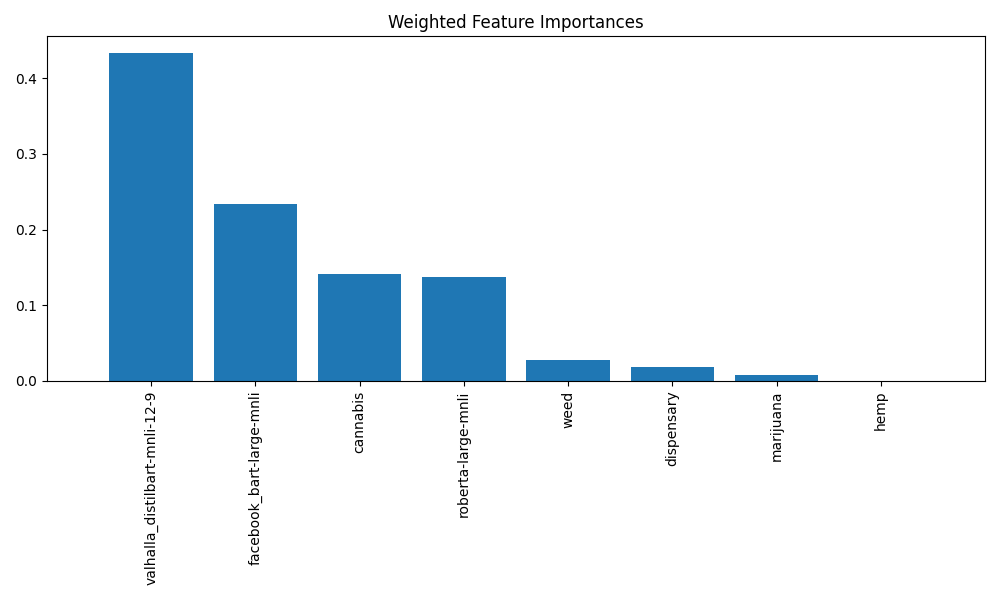 Weighted Feature Importances
0.4
0.3
0.2
0.1
0.0
valhalla_distilbart-mnli-12-9
facebook_bart-large-mnli
cannabis
roberta-large-mnli
weed
dispensary
marijuana
hemp